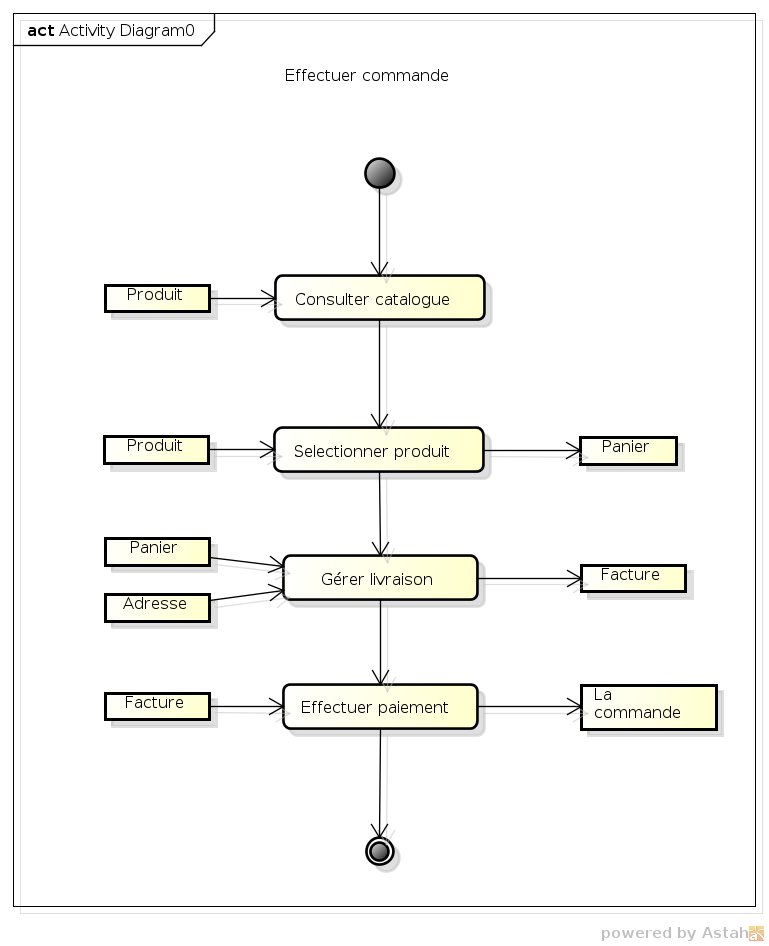 act Activity Diagram0
Effectuer commande
Produit
Consulter catalogue
Produit
Selectionner produit
Panier
Panier
Adresse
Gérer livraison
Facture
Facture
Effectuer paiement
La
commande
powered by Astah